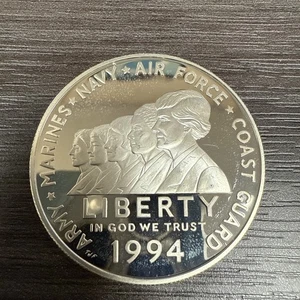 ARMY ★ MARINES ★ NAVY ★ AIR FORCE ★ COAST GUARD
LIBERTY
IN GOD WE TRUST
1994